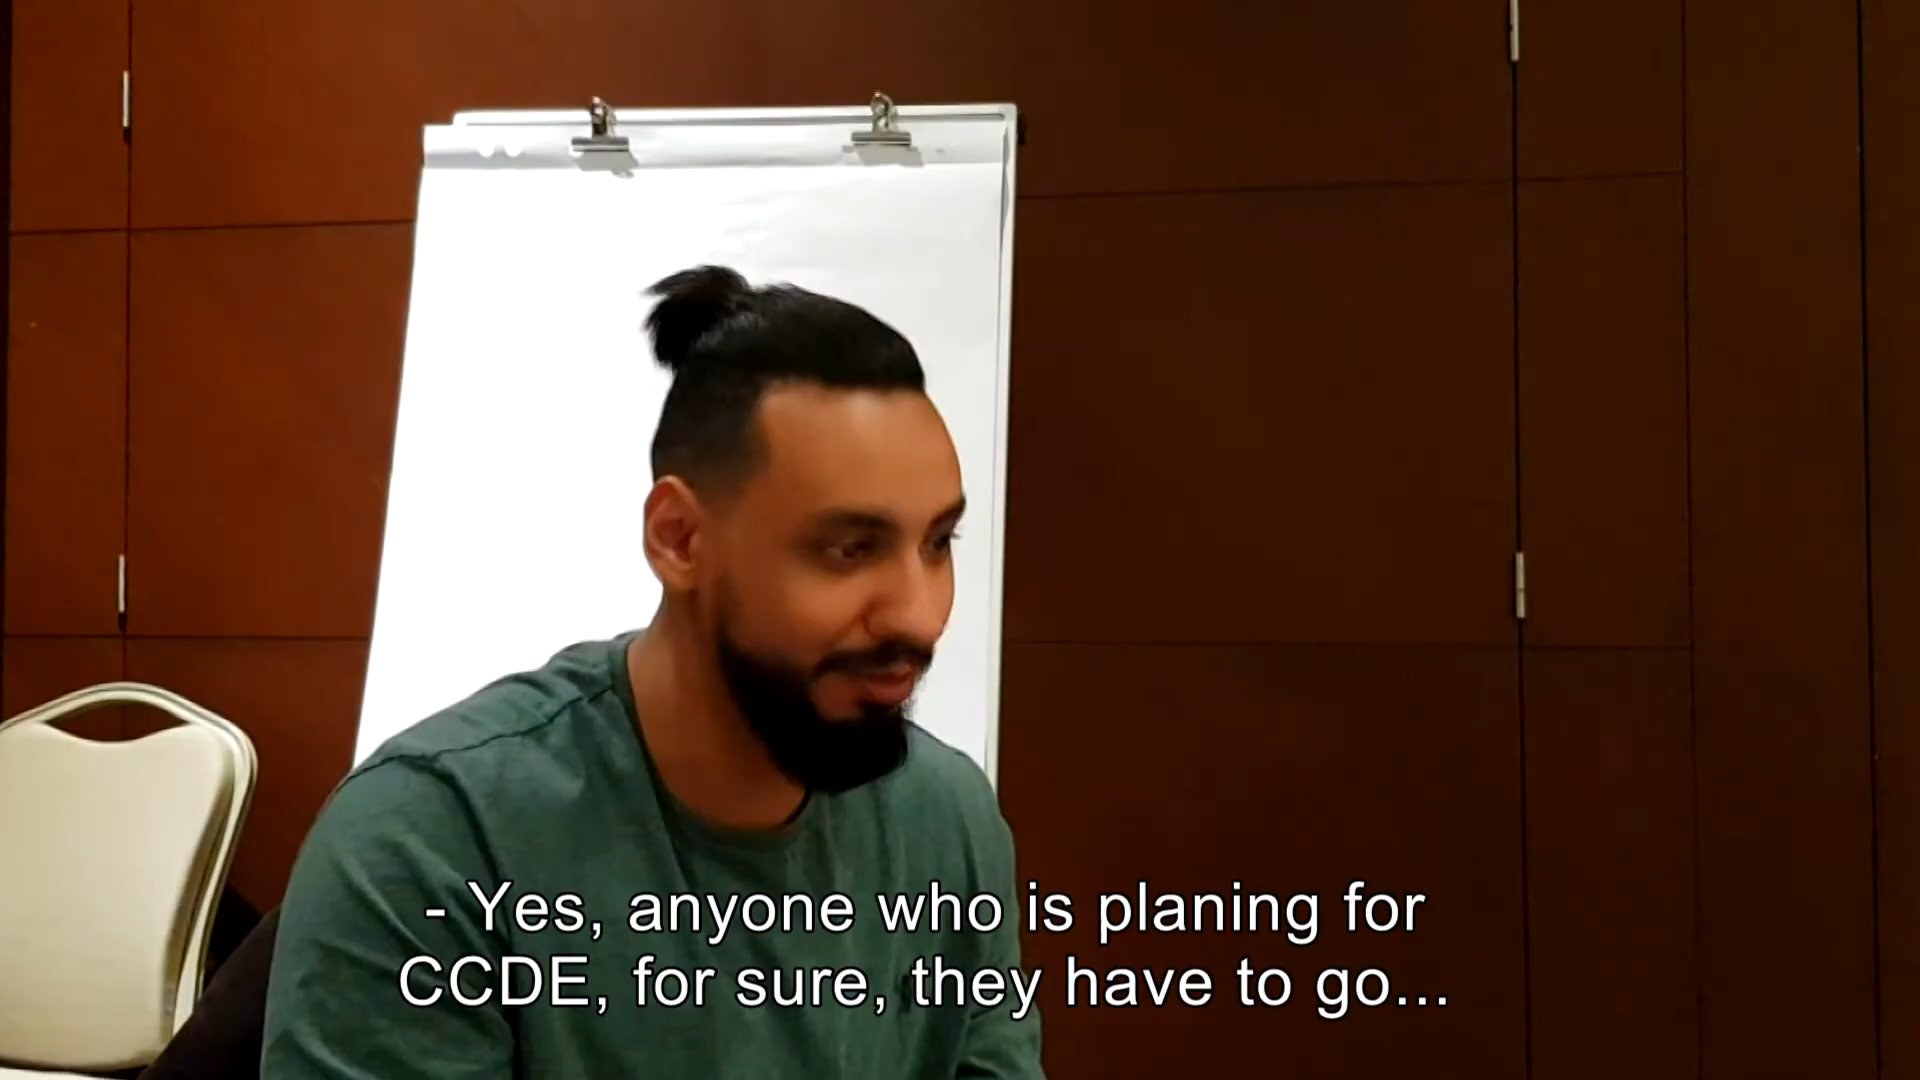 - Yes, anyone who is planing for
CCDE, for sure, they have to go...